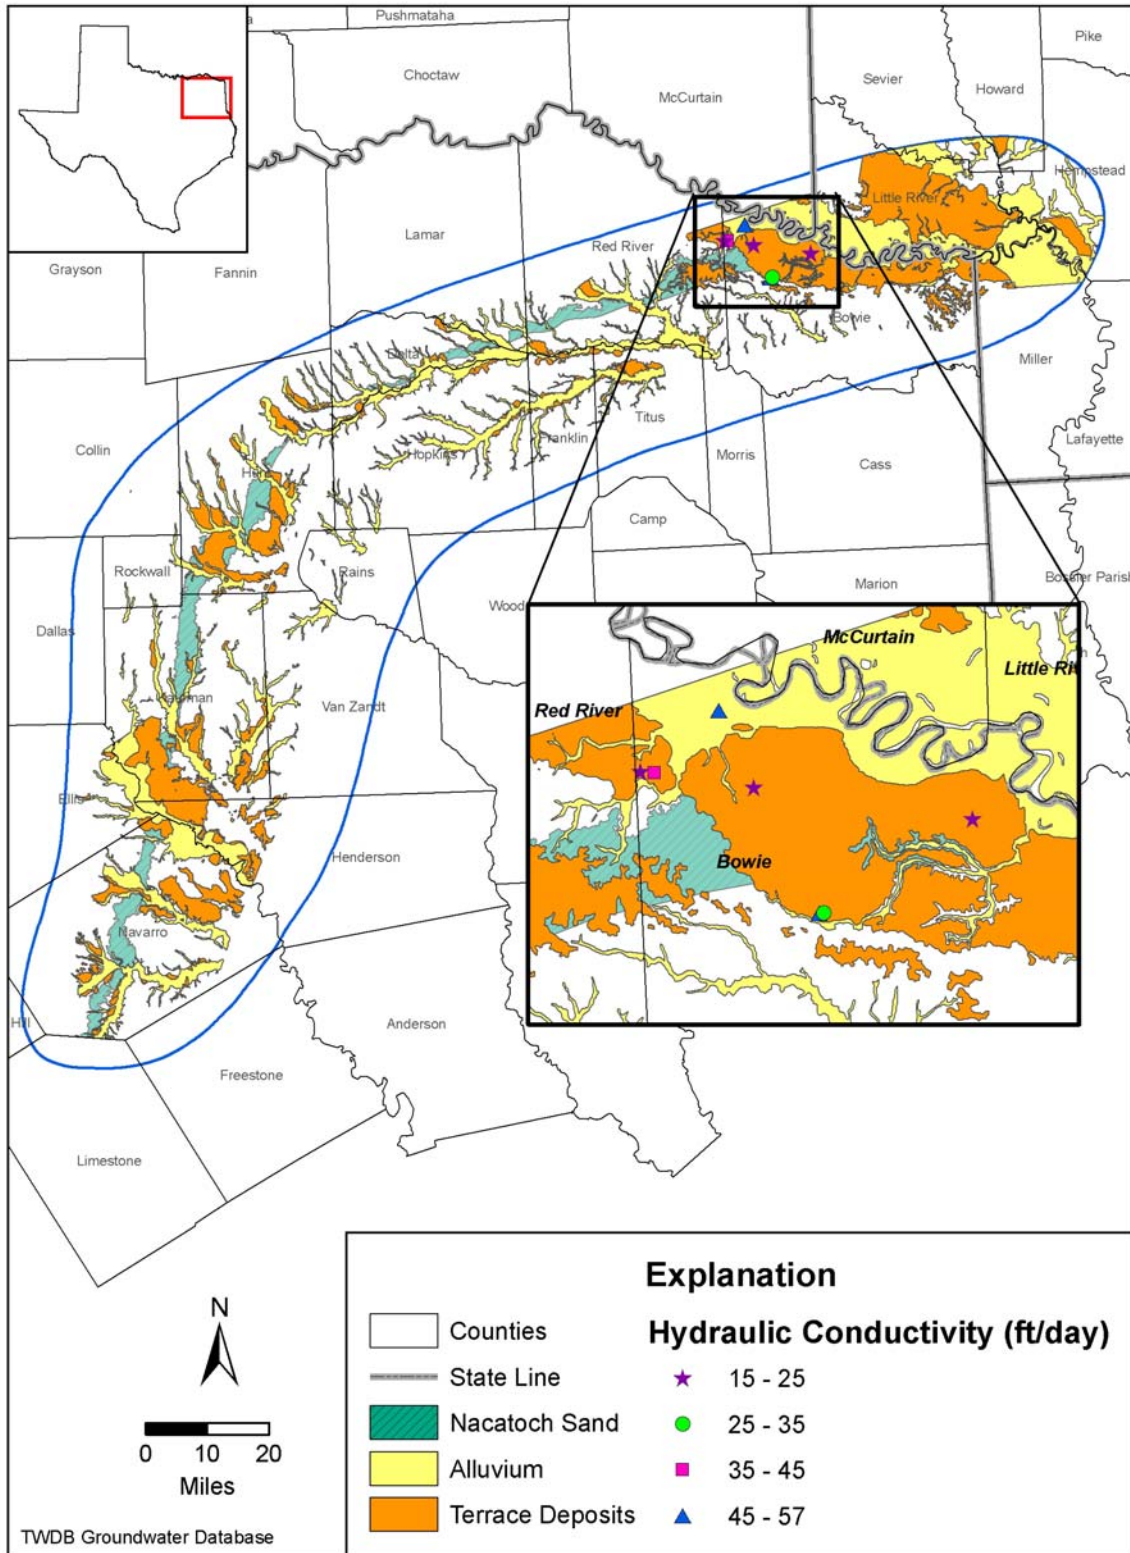 Pushmataha
Pike
Choctaw
Sevier
McCurtain
Howard
Hempstead
Little River
Lamar
Red River
Grayson
Fannin
Bowie
Delta
Miller
Titus
Franklin
Collin
Hopkins
Morris
Lafayette
Cass
Camp
Rockwall
Rains
Marion
Bossier Parish
Wood
Dallas
McCurtain
Little Ri
Kaufman
Van Zandt
Red River
Ellis
Henderson
Bowie
Navarro
Hill
Anderson
Freestone
Limestone
Explanation
Counties
Hydraulic Conductivity (ft/day)
N
State Line
15 - 25
Nacatoch Sand
25 - 35
0 10 20
Alluvium
35 - 45
Miles
Terrace Deposits
45 - 57
TWDB Groundwater Database